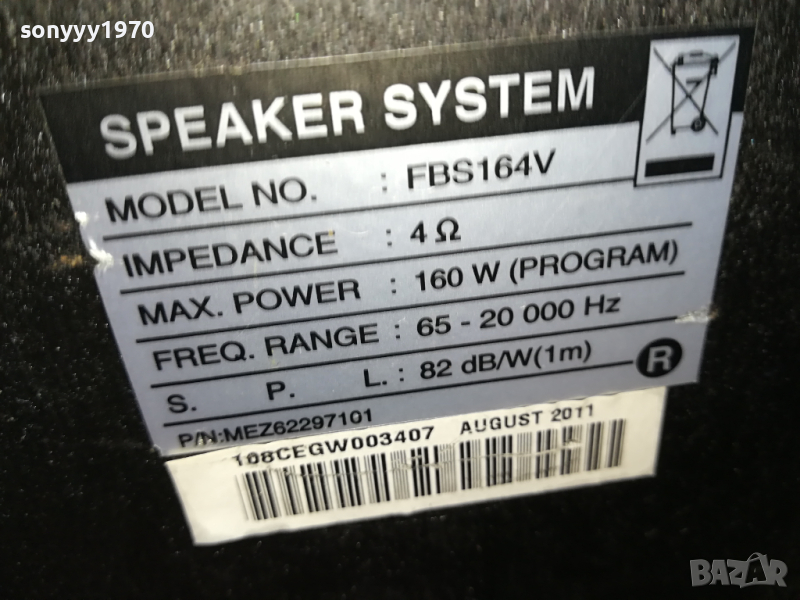 sonyyy1970
SPEAKER SYSTEM
MODEL NO. : FBS164V
IMPEDANCE : 4 Ω
MAX. POWER : 160 W (PROGRAM)
FREQ. RANGE : 65 - 20 000 Hz
S. P. L. : 82 dB/W(1m)
R
P/N:MEZ62297101
108CEGW003407 AUGUST 2011
BAZAR